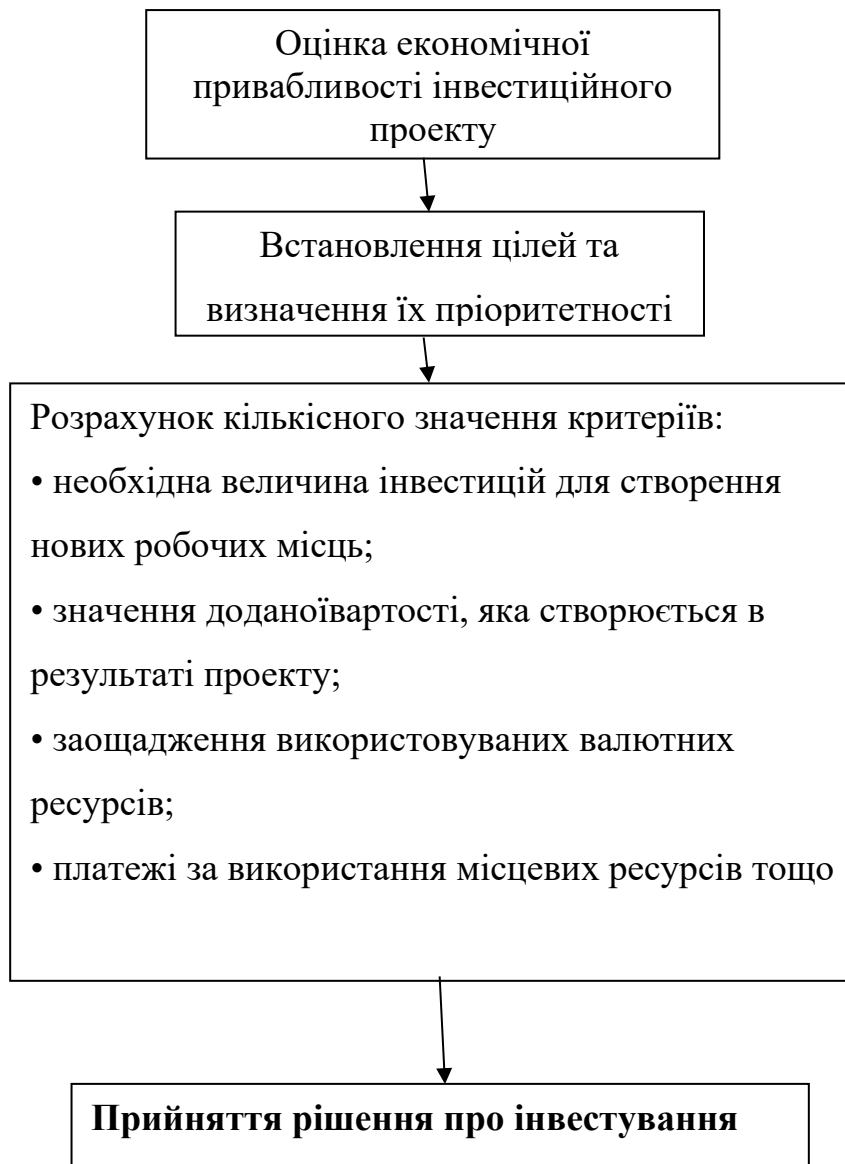 Оцінка економічної
привабливості інвестиційного
проекту
Встановлення цілей та
визначення їх пріоритетності
Розрахунок кількісного значення критеріїв:
• необхідна величина інвестицій для створення
нових робочих місць;
• значення доданоївартості, яка створюється в
результаті проекту;
• заощадження використовуваних валютних
ресурсів;
• платежі за використання місцевих ресурсів тощо
Прийняття рішення про інвестування